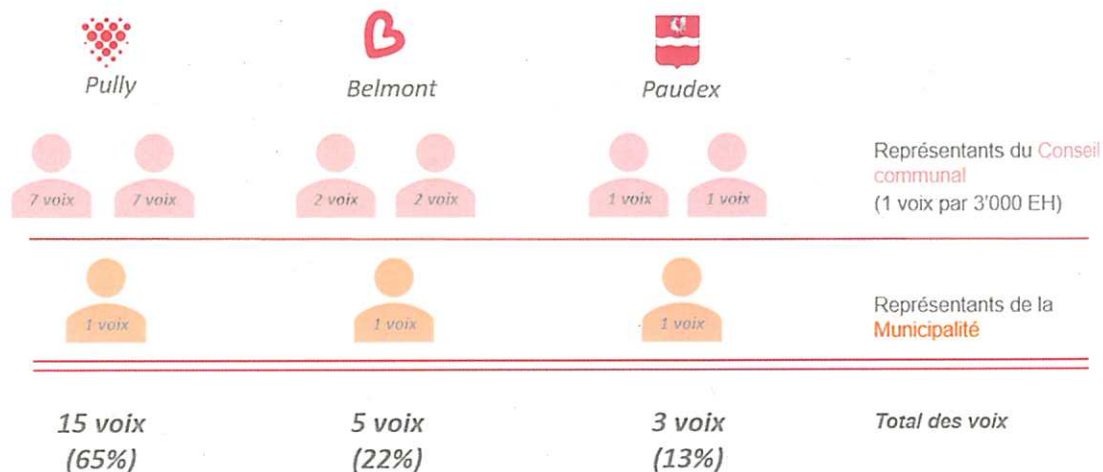 Pully
Belmont
Paudex
7 voix
7 voix
2 voix
2 voix
1 voix
1 voix
Représentants du Conseil
communal
(1 voix par 3'000 EH)
1 voix
1 voix
1 voix
Représentants de la
Municipalité
15 voix
(65%)
5 voix
(22%)
3 voix
(13%)
Total des voix